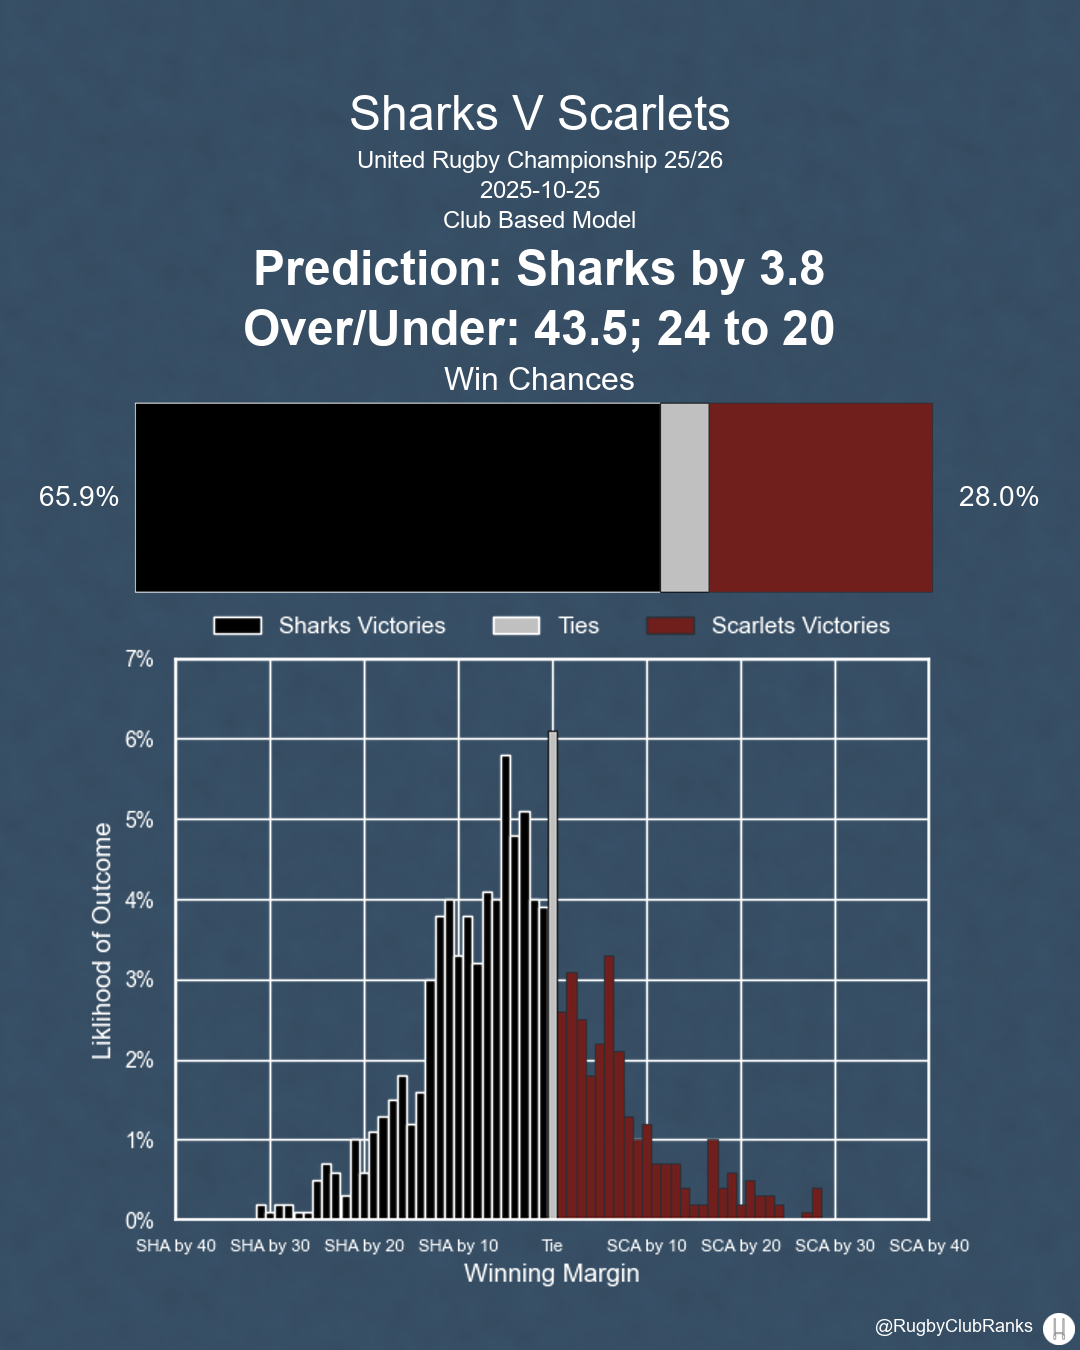 Sharks V Scarlets
United Rugby Championship 25/26
2025-10-25
Club Based Model
Prediction: Sharks by 3.8
Over/Under: 43.5; 24 to 20
Win Chances
65.9%
28.0%
Sharks Victories Ties Scarlets Victories
7%
6%
5%
4%
3%
2%
1%
0%
Liklihood of Outcome
SHA by 40 SHA by 30 SHA by 20 SHA by 10 Tie SCA by 10 SCA by 20 SCA by 30 SCA by 40
Winning Margin
@RugbyClubRanks